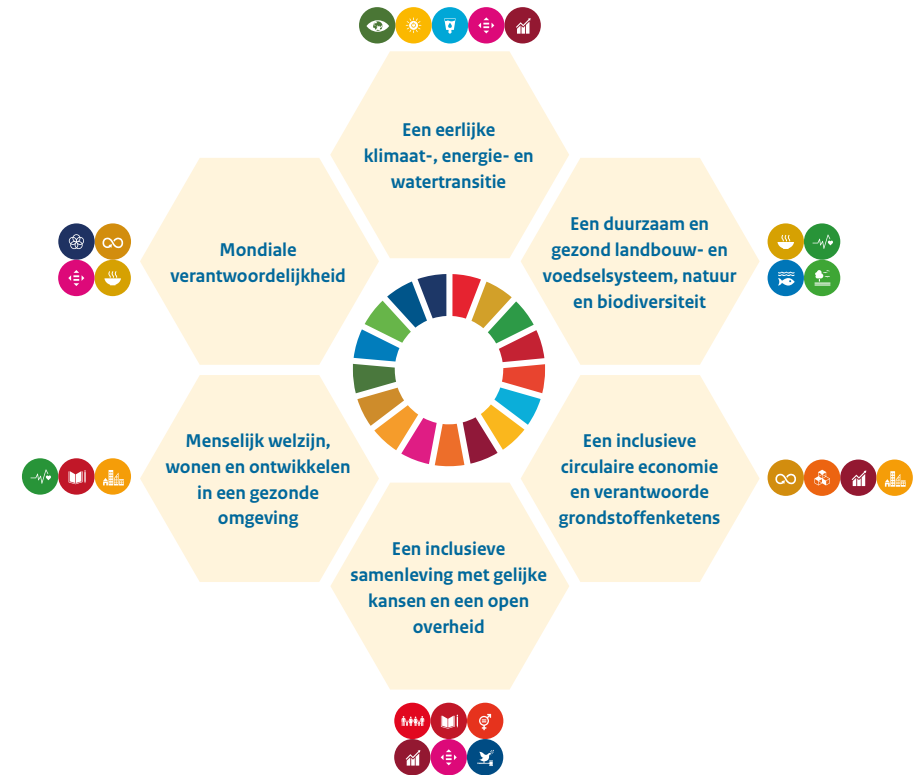 Een eerlijke
klimaat-, energie- en
watertransitie
Een duurzaam en
gezond landbouw- en
voedselsysteem, natuur
en biodiversiteit
Een inclusieve
circulaire economie
en verantwoorde
grondstoffenketens
Een inclusieve
samenleving met gelijke
kansen en een open
overheid
Menselijk welzijn,
wonen en ontwikkelen
in een gezonde
omgeving
Mondiale
verantwoordelijkheid